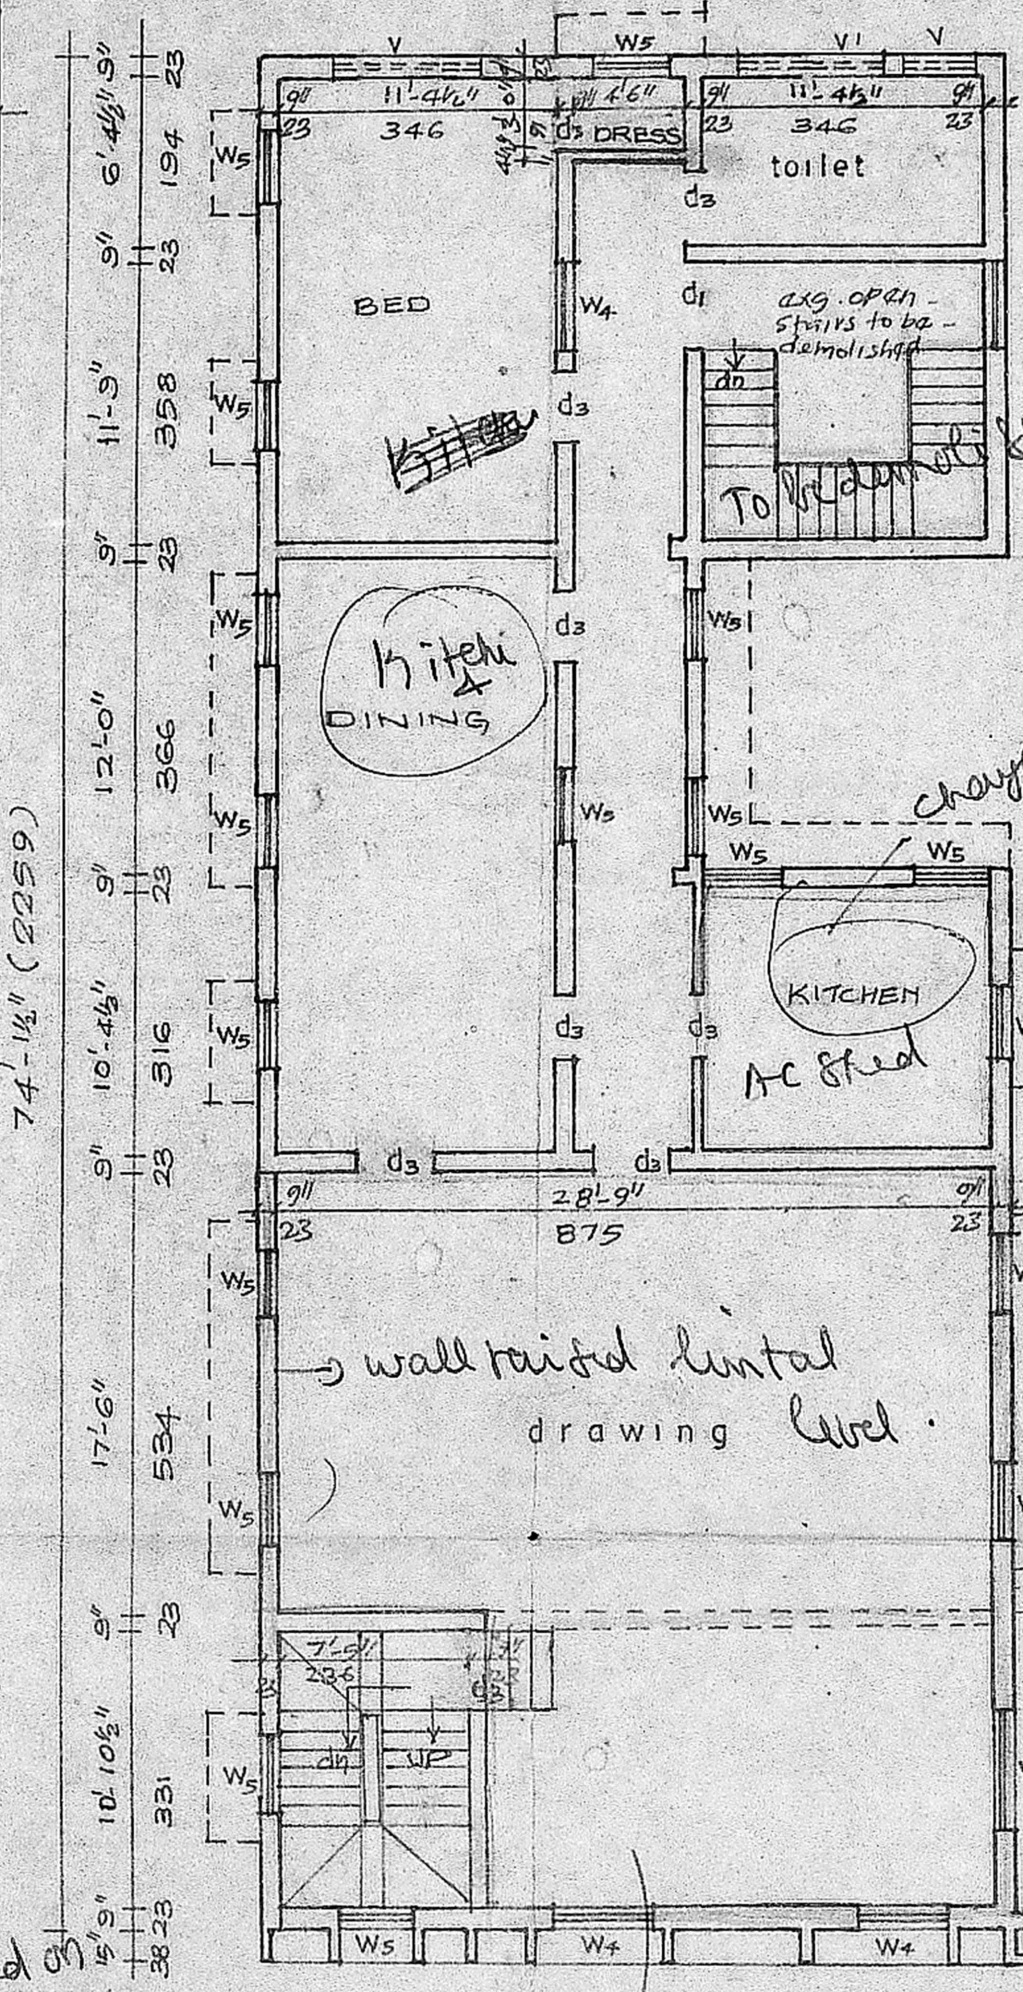 V
W5
V1
V
9"
11'-4½"
4'6"
9"
11'-4½"
9"
23
346
d3
DRESS
23
346
23
toilet
W5
d3
BED
W4
d1
exg. open
stairs to be
demolished
dn
W5
d3
To be demolis
W5
Kitch
&
DINING
d3
W5
W5
W5
W5
W5
W5
KITCHEN
W5
d3
d3
A-C Shed
d3
d3
9"
28'-9"
9"
23
875
23
W5
wall raised lintal
drawing
level.
W5
7'-5"
236
dn
UP
W5
W5
W4
W4
9"
23
6'4½"
194
9"
23
11'-9"
358
9"
23
12'-0"
366
9"
23
10'-4½"
316
9"
23
17'-6"
534
9"
23
10'10½"
331
9"
23
15"
38
74'-1½" (2259)